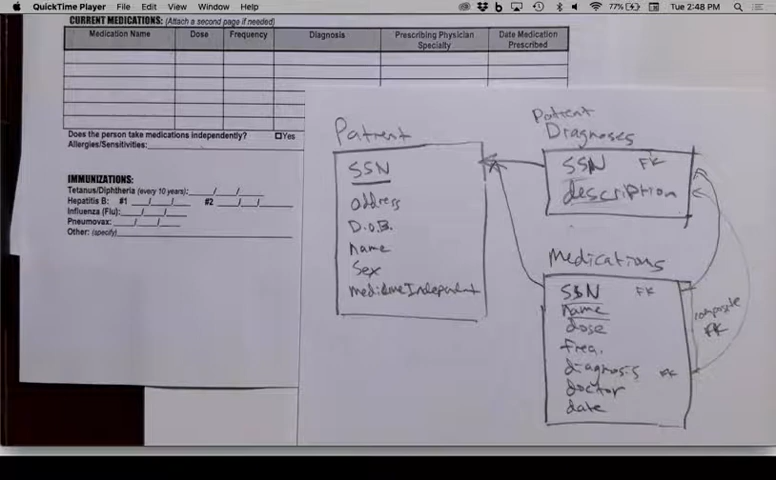 QuickTime Player File Edit View Window Help
77% Tue 2:48 PM
CURRENT MEDICATIONS: (Attach a second page if needed)
Medication Name Dose Frequency Diagnosis Prescribing Physician Specialty Date Medication Prescribed
Does the person take medications independently? Yes
Allergies/Sensitivities:
IMMUNIZATIONS:
Tetanus/Diphtheria (every 10 years): / /
Hepatitis B: #1 / / #2 / /
Influenza (Flu): / /
Pneumovax: / /
Other: (specify)
Patient
SSN
address
D.O.B.
name
Sex
medicineIndependent
Patient
Diagnoses
SSN FK
description
Medications
SSN FK
name
dose
freq.
diagnosis FK
doctor
date
composite
FK